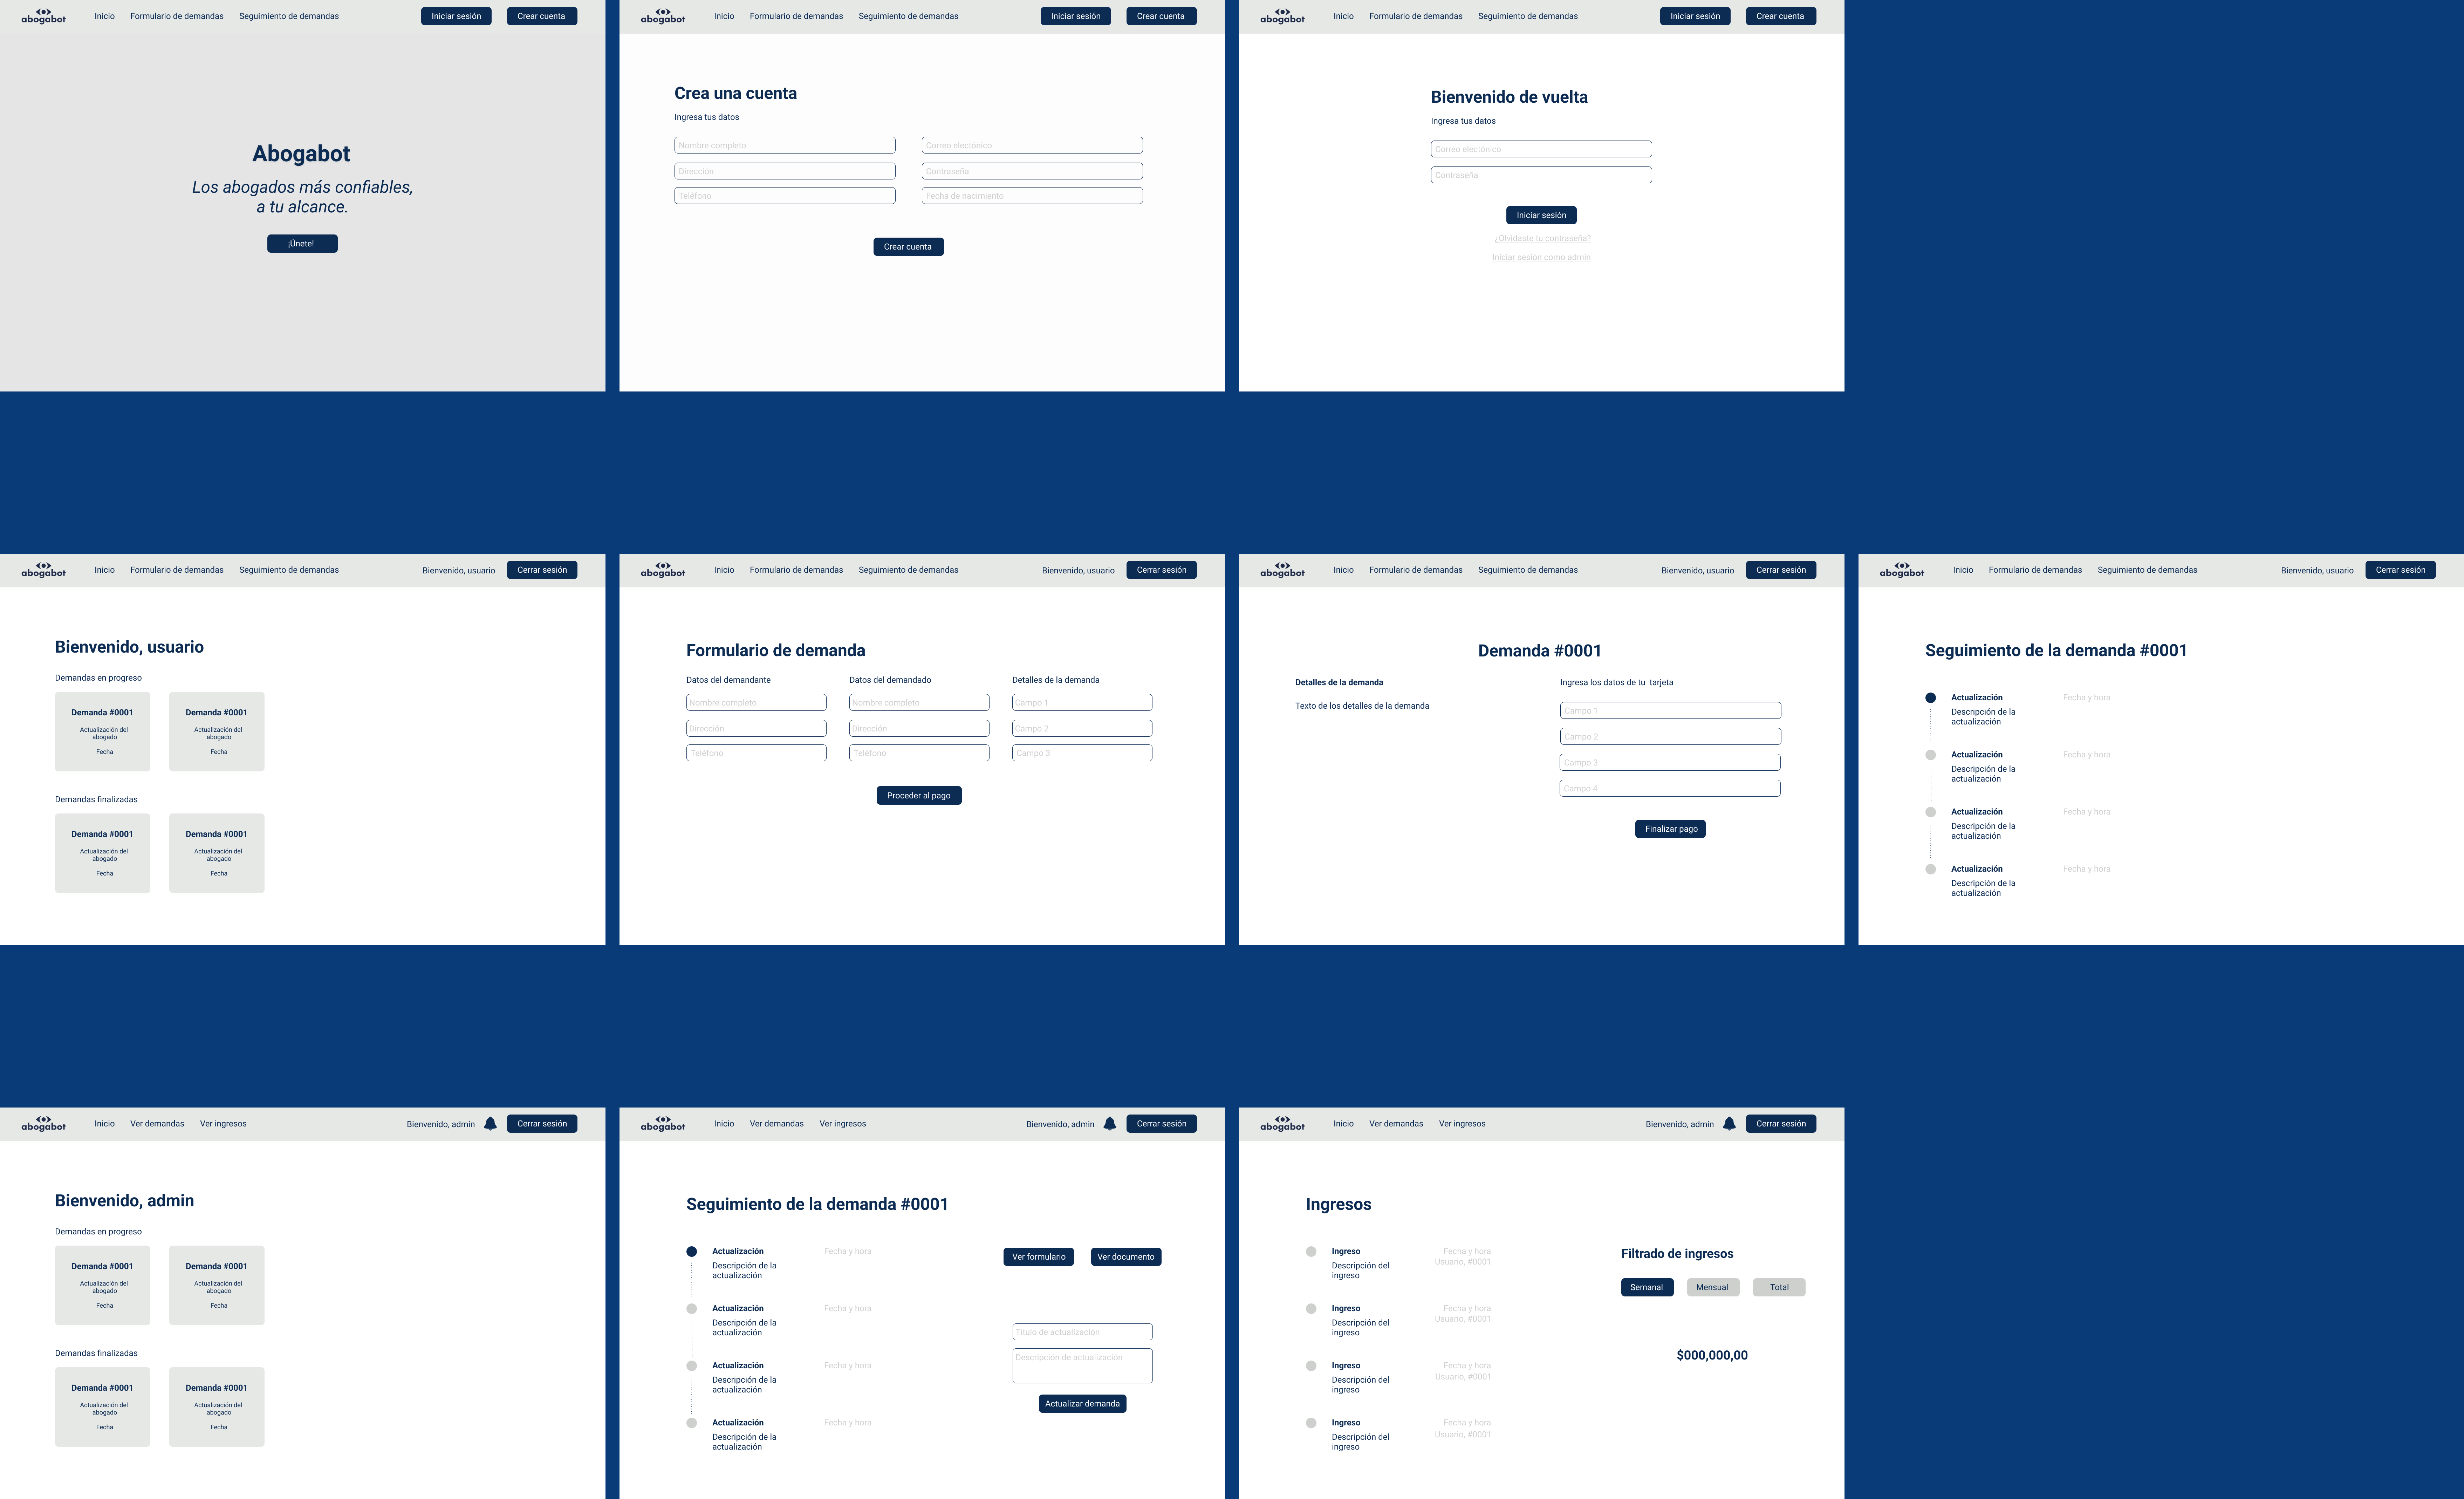 abogabot
Inicio
Formulario de demandas
Seguimiento de demandas
Iniciar sesión
Crear cuenta
Abogabot
Los abogados más confiables,
a tu alcance.
¡Únete!
abogabot
Inicio
Formulario de demandas
Seguimiento de demandas
Iniciar sesión
Crear cuenta
Crea una cuenta
Ingresa tus datos
Nombre completo
Correo electrónico
Dirección
Contraseña
Teléfono
Fecha de nacimiento
Crear cuenta
abogabot
Inicio
Formulario de demandas
Seguimiento de demandas
Iniciar sesión
Crear cuenta
Bienvenido de vuelta
Ingresa tus datos
Correo electrónico
Contraseña
Iniciar sesión
¿Olvidaste tu contraseña?
Iniciar sesión como admin
abogabot
Inicio
Formulario de demandas
Seguimiento de demandas
Bienvenido, usuario
Cerrar sesión
Bienvenido, usuario
Demandas en progreso
Demanda #0001
Actualización del
abogado
Fecha
Demanda #0001
Actualización del
abogado
Fecha
Demandas finalizadas
Demanda #0001
Actualización del
abogado
Fecha
Demanda #0001
Actualización del
abogado
Fecha
abogabot
Inicio
Formulario de demandas
Seguimiento de demandas
Bienvenido, usuario
Cerrar sesión
Formulario de demanda
Datos del demandante
Nombre completo
Dirección
Teléfono
Datos del demandado
Nombre completo
Dirección
Teléfono
Detalles de la demanda
Campo 1
Campo 2
Campo 3
Proceder al pago
abogabot
Inicio
Formulario de demandas
Seguimiento de demandas
Bienvenido, usuario
Cerrar sesión
Demanda #0001
Detalles de la demanda
Texto de los detalles de la demanda
Ingresa los datos de tu tarjeta
Campo 1
Campo 2
Campo 3
Campo 4
Finalizar pago
abogabot
Inicio
Formulario de demandas
Seguimiento de demandas
Bienvenido, usuario
Cerrar sesión
Seguimiento de la demanda #0001
Actualización
Fecha y hora
Descripción de la
actualización
Actualización
Fecha y hora
Descripción de la
actualización
Actualización
Fecha y hora
Descripción de la
actualización
Actualización
Fecha y hora
Descripción de la
actualización
abogabot
Inicio
Ver demandas
Ver ingresos
Bienvenido, admin
Cerrar sesión
Bienvenido, admin
Demandas en progreso
Demanda #0001
Actualización del
abogado
Fecha
Demanda #0001
Actualización del
abogado
Fecha
Demandas finalizadas
Demanda #0001
Actualización del
abogado
Fecha
Demanda #0001
Actualización del
abogado
Fecha
abogabot
Inicio
Ver demandas
Ver ingresos
Bienvenido, admin
Cerrar sesión
Seguimiento de la demanda #0001
Actualización
Fecha y hora
Descripción de la
actualización
Actualización
Fecha y hora
Descripción de la
actualización
Actualización
Fecha y hora
Descripción de la
actualización
Actualización
Fecha y hora
Descripción de la
actualización
Ver formulario
Ver documento
Título de actualización
Descripción de actualización
Actualizar demanda
abogabot
Inicio
Ver demandas
Ver ingresos
Bienvenido, admin
Cerrar sesión
Ingresos
Ingreso
Fecha y hora
Usuario, #0001
Descripción del
ingreso
Ingreso
Fecha y hora
Usuario, #0001
Descripción del
ingreso
Ingreso
Fecha y hora
Usuario, #0001
Descripción del
ingreso
Ingreso
Fecha y hora
Usuario, #0001
Descripción del
ingreso
Filtrado de ingresos
Semanal
Mensual
Total
$000,000,00